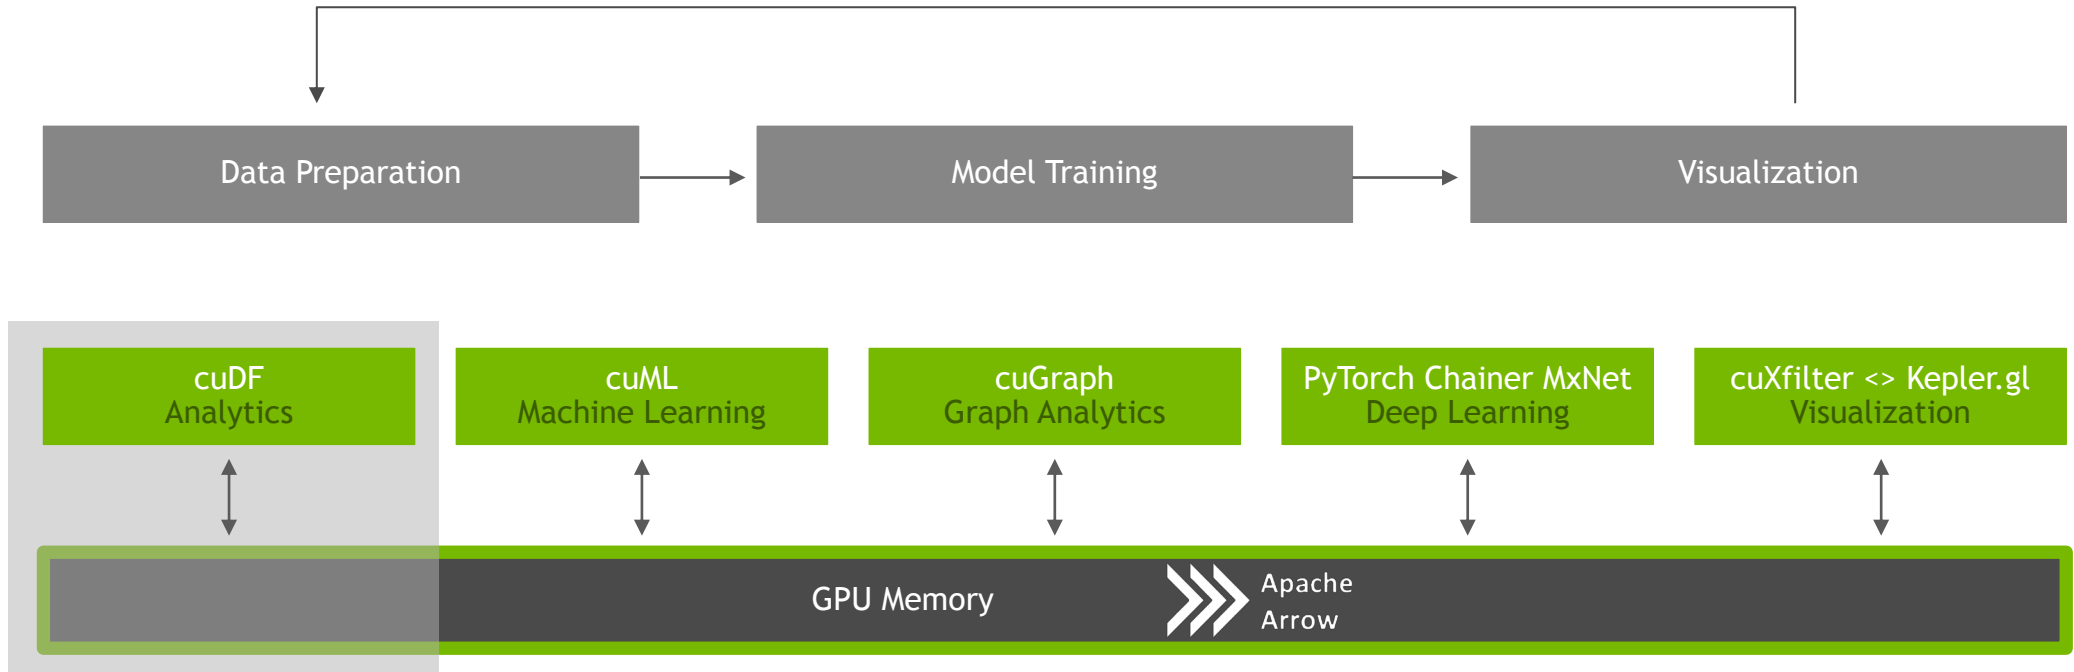 Data Preparation
Model Training
Visualization
cuDF
Analytics
cuML
Machine Learning
cuGraph
Graph Analytics
PyTorch Chainer MxNet
Deep Learning
cuXfilter <> Kepler.gl
Visualization
GPU Memory
Apache
Arrow